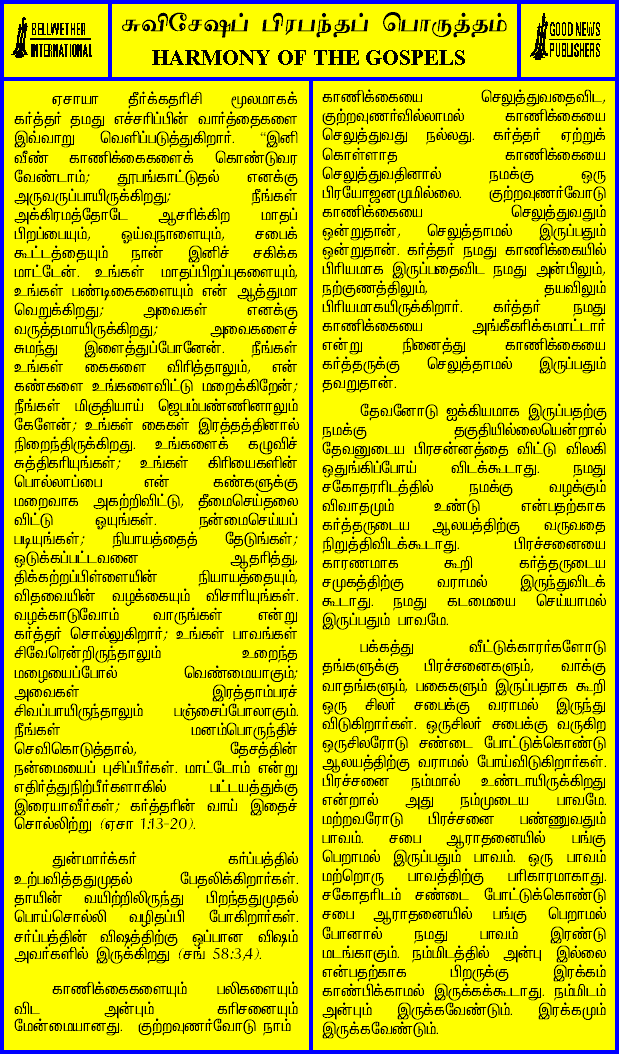 BELLWETHER
INTERNATIONAL
சுவிசேஷப் பிரபந்தப் பொருத்தம்
HARMONY OF THE GOSPELS
GOOD NEWS
PUBLISHERS
ஏசாயா தீர்க்கதரிசி மூலமாகக்
கர்த்தர் தமது எச்சரிப்பின் வார்த்தைகளை
இவ்வாறு வெளிப்படுத்துகிறார். “இனி
வீண் காணிக்கைகளைக் கொண்டுவர
வேண்டாம்; தூபங்காட்டுதல் எனக்கு
அருவருப்பாயிருக்கிறது; நீங்கள்
அக்கிரமத்தோடே ஆசரிக்கிற மாதப்
பிறப்பையும், ஓய்வுநாளையும், சபைக்
கூட்டத்தையும் நான் இனிச் சகிக்க
மாட்டேன். உங்கள் மாதப்பிறப்புகளையும்,
உங்கள் பண்டிகைகளையும் என் ஆத்துமா
வெறுக்கிறது; அவைகள் எனக்கு
வருத்தமாயிருக்கிறது; அவைகளைச்
சுமந்து இளைத்துப்போனேன். நீங்கள்
உங்கள் கைகளை விரித்தாலும், என்
கண்களை உங்களைவிட்டு மறைக்கிறேன்;
நீங்கள் மிகுதியாய் ஜெபம்பண்ணினாலும்
கேளேன்; உங்கள் கைகள் இரத்தத்தினால்
நிறைந்திருக்கிறது. உங்களைக் கழுவிச்
சுத்திகரியுங்கள்; உங்கள் கிரியைகளின்
பொல்லாப்பை என் கண்களுக்கு
மறைவாக அகற்றிவிட்டு, தீமைசெய்தலை
விட்டு ஓயுங்கள். நன்மைசெய்யப்
படியுங்கள்; நியாயத்தைத் தேடுங்கள்;
ஒடுக்கப்பட்டவனை ஆதரித்து,
திக்கற்றப்பிள்ளையின் நியாயத்தையும்,
விதவையின் வழக்கையும் விசாரியுங்கள்.
வழக்காடுவோம் வாருங்கள் என்று
கர்த்தர் சொல்லுகிறார்; உங்கள் பாவங்கள்
சிவேரென்றிருந்தாலும் உறைந்த
மழையைப்போல் வெண்மையாகும்;
அவைகள் இரத்தாம்பரச்
சிவப்பாயிருந்தாலும் பஞ்சைப்போலாகும்.
நீங்கள் மனம்பொருந்திச்
செவிகொடுத்தால், தேசத்தின்
நன்மையைப் புசிப்பீர்கள். மாட்டோம் என்று
எதிர்த்துநிற்பீர்களாகில் பட்டயத்துக்கு
இரையாவீர்கள்; கர்த்தரின் வாய் இதைச்
சொல்லிற்று (ஏசா 1:13-20).
துன்மார்க்கர் கர்ப்பத்தில்
உற்பவித்ததுமுதல் பேதலிக்கிறார்கள்.
தாயின் வயிற்றிலிருந்து பிறந்ததுமுதல்
பொய்சொல்லி வழிதப்பி போகிறார்கள்.
சர்ப்பத்தின் விஷத்திற்கு ஒப்பான விஷம்
அவர்களில் இருக்கிறது (சங் 58:3,4).
காணிக்கைகளையும் பலிகளையும்
விட அன்பும் கரிசனையும்
மேன்மையானது. குற்றவுணர்வோடு நாம்
காணிக்கையை செலுத்துவதைவிட,
குற்றவுணர்வில்லாமல் காணிக்கையை
செலுத்துவது நல்லது. கர்த்தர் ஏற்றுக்
கொள்ளாத காணிக்கையை
செலுத்துவதினால் நமக்கு ஒரு
பிரயோஜனமுமில்லை. குற்றவுணர்வோடு
காணிக்கையை செலுத்துவதும்
ஒன்றுதான், செலுத்தாமல் இருப்பதும்
ஒன்றுதான். கர்த்தர் நமது காணிக்கையில்
பிரியமாக இருப்பதைவிட நமது அன்பிலும்,
நற்குணத்திலும், தயவிலும்
பிரியமாகயிருக்கிறார். கர்த்தர் நமது
காணிக்கையை அங்கீகரிக்கமாட்டார்
என்று நினைத்து காணிக்கையை
கர்த்தருக்கு செலுத்தாமல் இருப்பதும்
தவறுதான்.
தேவனோடு ஐக்கியமாக இருப்பதற்கு
நமக்கு தகுதியில்லையென்றால்
தேவனுடைய பிரசன்னத்தை விட்டு விலகி
ஒதுங்கிப்போய் விடக்கூடாது. நமது
சகோதரரிடத்தில் நமக்கு வழக்கும்
விவாதமும் உண்டு என்பதற்காக
கர்த்தருடைய ஆலயத்திற்கு வருவதை
நிறுத்திவிடக்கூடாது. பிரச்சனையை
காரணமாக கூறி கர்த்தருடைய
சமுகத்திற்கு வராமல் இருந்துவிடக்
கூடாது. நமது கடமையை செய்யாமல்
இருப்பதும் பாவமே.
பக்கத்து வீட்டுக்காரர்களோடு
தங்களுக்கு பிரச்சனைகளும், வாக்கு
வாதங்களும், பகைகளும் இருப்பதாக கூறி
ஒரு சிலர் சபைக்கு வராமல் இருந்து
விடுகிறார்கள். ஒருசிலர் சபைக்கு வருகிற
ஒருசிலரோடு சண்டை போட்டுக்கொண்டு
ஆலயத்திற்கு வராமல் போய்விடுகிறார்கள்.
பிரச்சனை நம்மால் உண்டாயிருக்கிறது
என்றால் அது நம்முடைய பாவமே.
மற்றவரோடு பிரச்சனை பண்ணுவதும்
பாவம். சபை ஆராதனையில் பங்கு
பெறாமல் இருப்பதும் பாவம். ஒரு பாவம்
மற்றொரு பாவத்திற்கு பரிகாரமாகாது.
சகோதரிடம் சண்டை போட்டுக்கொண்டு
சபை ஆராதனையில் பங்கு பெறாமல்
போனால் நமது பாவம் இரண்டு
மடங்காகும். நம்மிடத்தில் அன்பு இல்லை
என்பதற்காக பிறருக்கு இரக்கம்
காண்பிக்காமல் இருக்கக்கூடாது. நம்மிடம்
அன்பும் இருக்கவேண்டும். இரக்கமும்
இருக்கவேண்டும்.